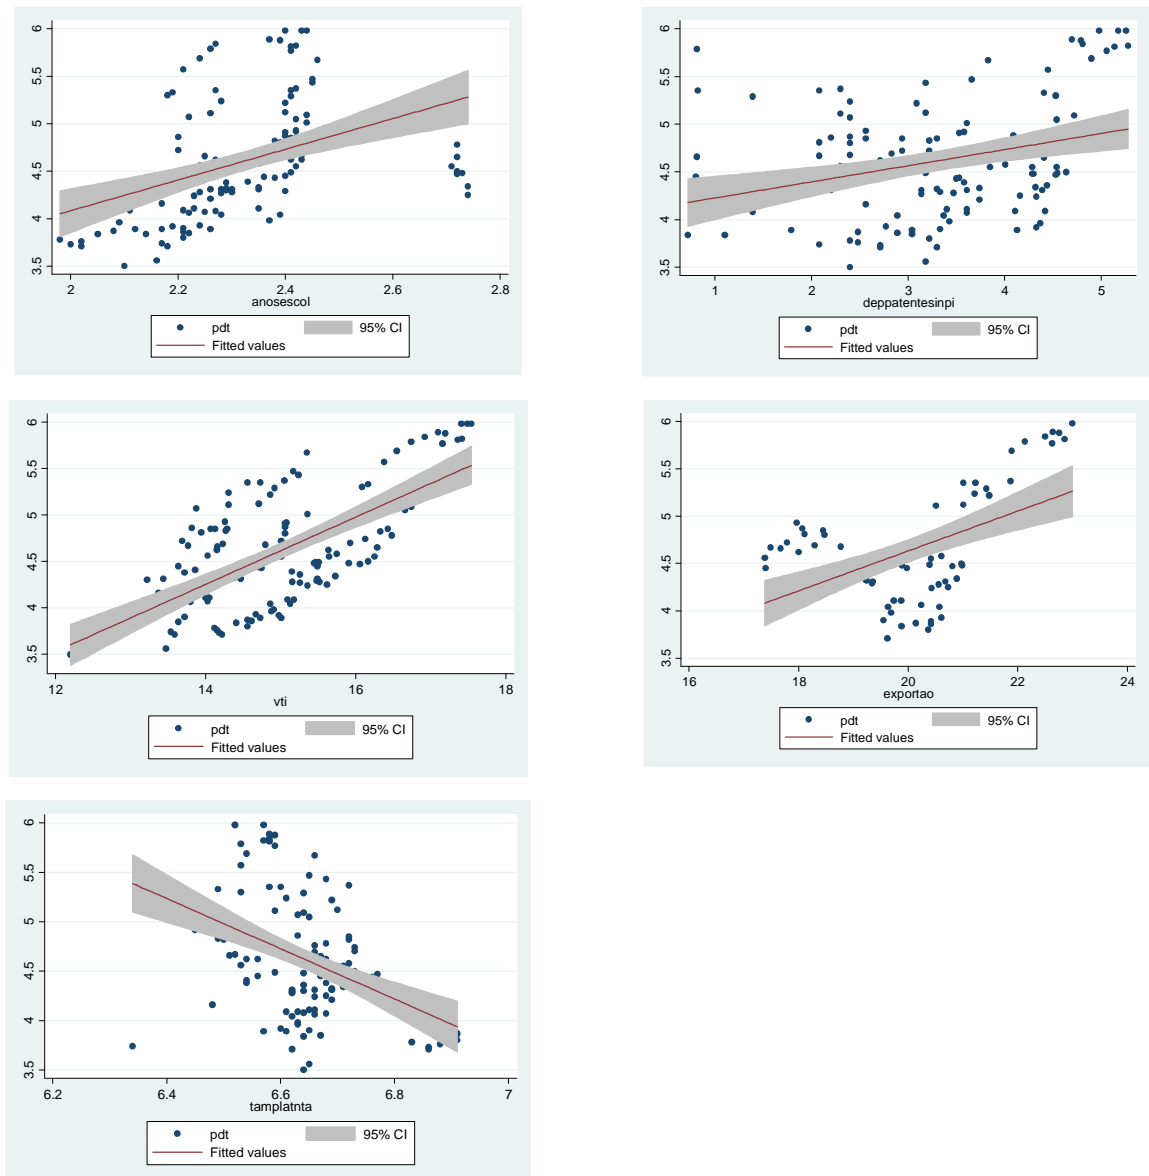 6
5.5
5
4.5
4
3.5
2
2.2
2.4
2.6
2.8
anosescol
pdt
95% CI
Fitted values
6
5.5
5
4.5
4
3.5
1
2
3
4
5
deppatentesinpi
pdt
95% CI
Fitted values
6
5.5
5
4.5
4
3.5
12
14
16
18
vti
pdt
95% CI
Fitted values
6
5.5
5
4.5
4
3.5
16
18
20
22
24
exportao
pdt
95% CI
Fitted values
6
5.5
5
4.5
4
3.5
6.2
6.4
6.6
6.8
7
tamplatnta
pdt
95% CI
Fitted values